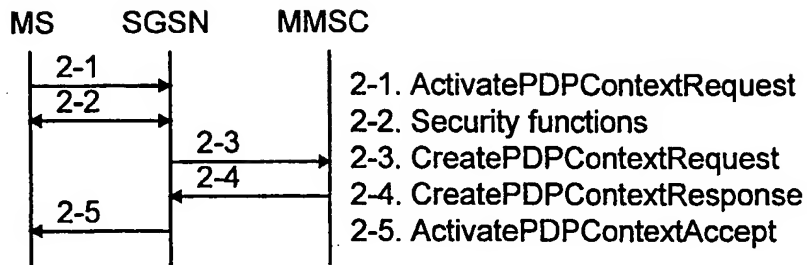 MS SGSN MMSC
2-1
2-2
2-3
2-4
2-5
2-1. ActivatePDPContextRequest
2-2. Security functions
2-3. CreatePDPContextRequest
2-4. CreatePDPContextResponse
2-5. ActivatePDPContextAccept